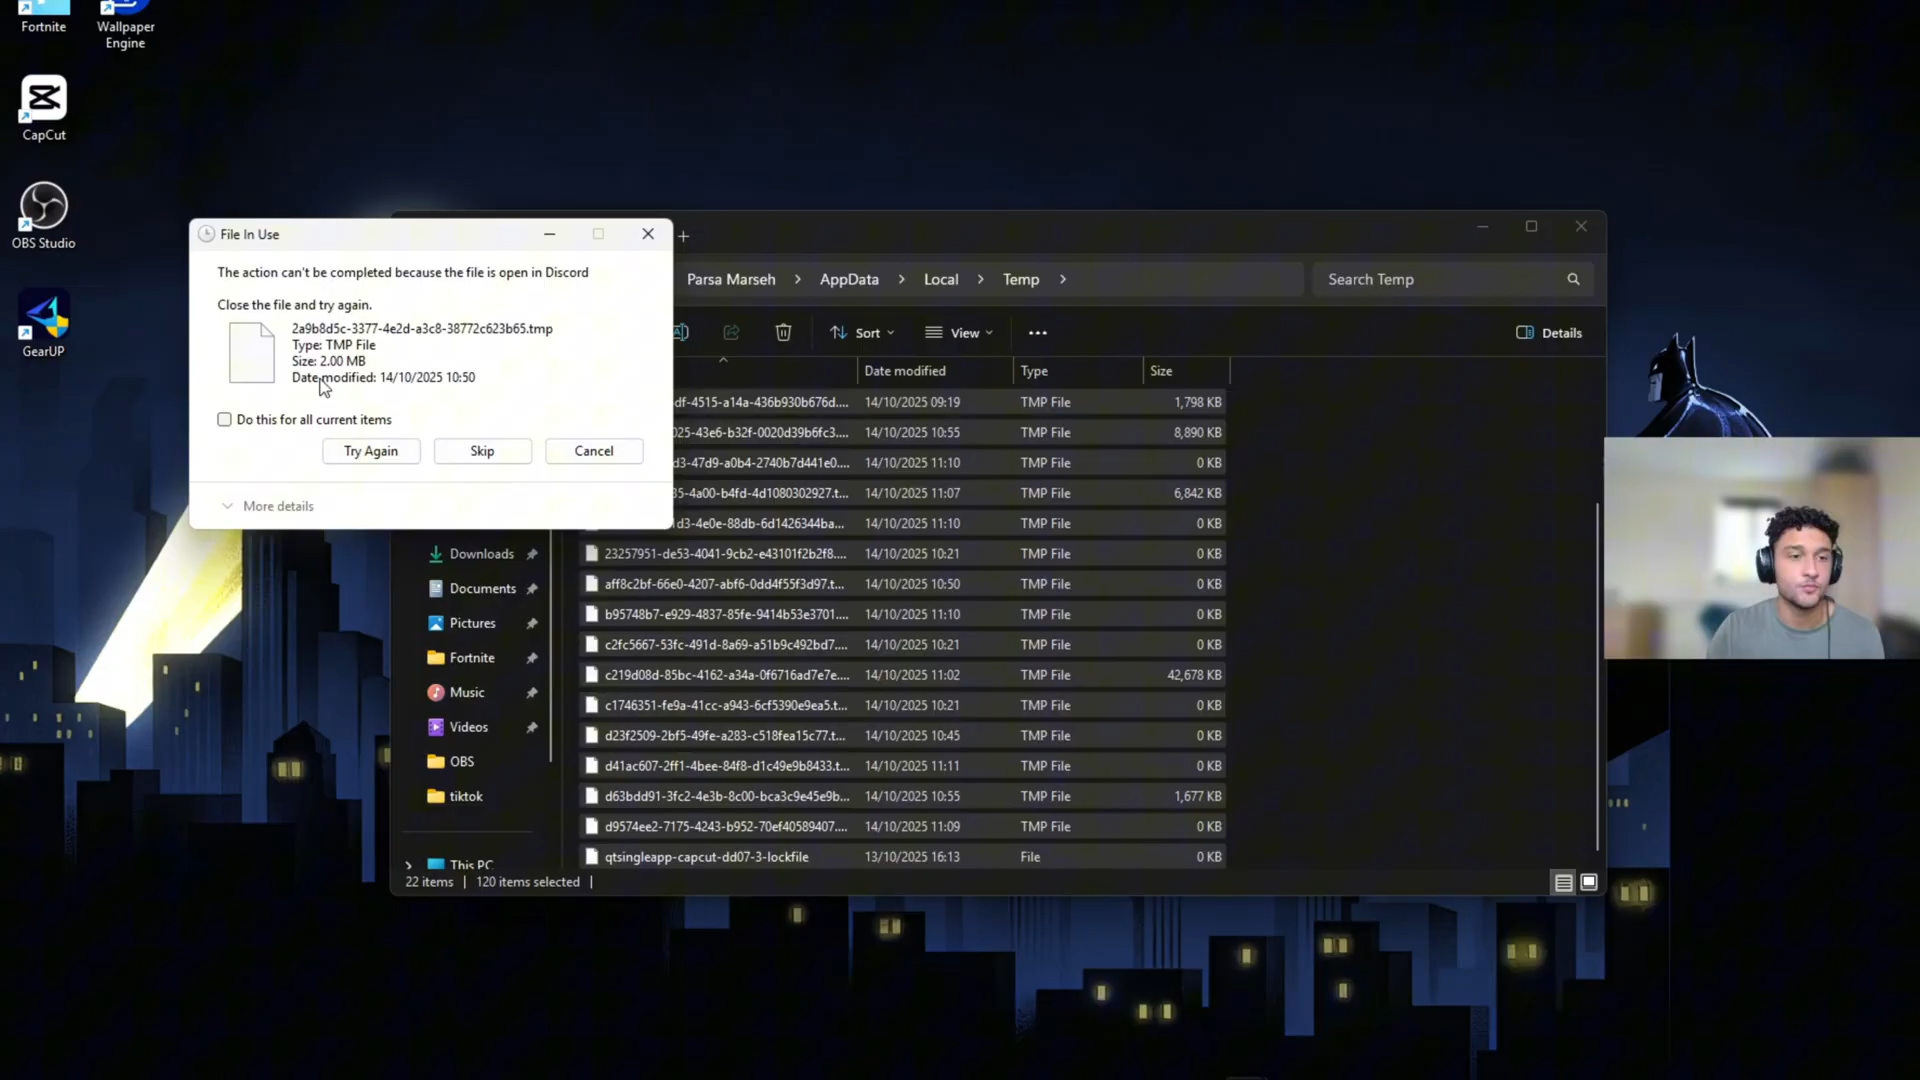 Fortnite
Wallpaper
Engine
CapCut
OBS Studio
GearUP
File In Use
The action can't be completed because the file is open in Discord
Close the file and try again.
2a9b8d5c-3377-4e2d-a3c8-38772c623b65.tmp
Type: TMP File
Size: 2.00 MB
Date modified: 14/10/2025 10:50
Do this for all current items
Try Again Skip Cancel
More details
Parsa Marseh > AppData > Local > Temp >
Search Temp
Sort View ••• Details
Date modified Type Size
df-4515-a14a-436b930b676d.... 14/10/2025 09:19 TMP File 1,798 KB
025-43e6-b32f-0020d39b6fc3.... 14/10/2025 10:55 TMP File 8,890 KB
d3-47d9-a0b4-2740b7d441e0.... 14/10/2025 11:10 TMP File 0 KB
35-4a00-b4fd-4d1080302927.t... 14/10/2025 11:07 TMP File 6,842 KB
1d3-4e0e-88db-6d1426344ba... 14/10/2025 11:10 TMP File 0 KB
23257951-de53-4041-9cb2-e43101f2b2f8.... 14/10/2025 10:21 TMP File 0 KB
aff8c2bf-66e0-4207-abf6-0dd4f55f3d97.t... 14/10/2025 10:50 TMP File 0 KB
b95748b7-e929-4837-85fe-9414b53e3701.... 14/10/2025 11:10 TMP File 0 KB
c2fc5667-53fc-491d-8a69-a51b9c492bd7.... 14/10/2025 10:21 TMP File 0 KB
c219d08d-85bc-4162-a34a-0f6716ad7e7e.... 14/10/2025 11:02 TMP File 42,678 KB
c1746351-fe9a-41cc-a943-6cf5390e9ea5.t... 14/10/2025 10:21 TMP File 0 KB
d23f2509-2bf5-49fe-a283-c518fea15c77.t... 14/10/2025 10:45 TMP File 0 KB
d41ac607-2ff1-4bee-84f8-d1c49e9b8433.t... 14/10/2025 11:11 TMP File 0 KB
d63bdd91-3fc2-4e3b-8c00-bca3c9e45e9b... 14/10/2025 10:55 TMP File 1,677 KB
d9574ee2-7175-4243-b952-70ef40589407.... 14/10/2025 11:09 TMP File 0 KB
qtsingleapp-capcut-dd07-3-lockfile 13/10/2025 16:13 File 0 KB
Downloads
Documents
Pictures
Fortnite
Music
Videos
OBS
tiktok
This PC
22 items | 120 items selected |